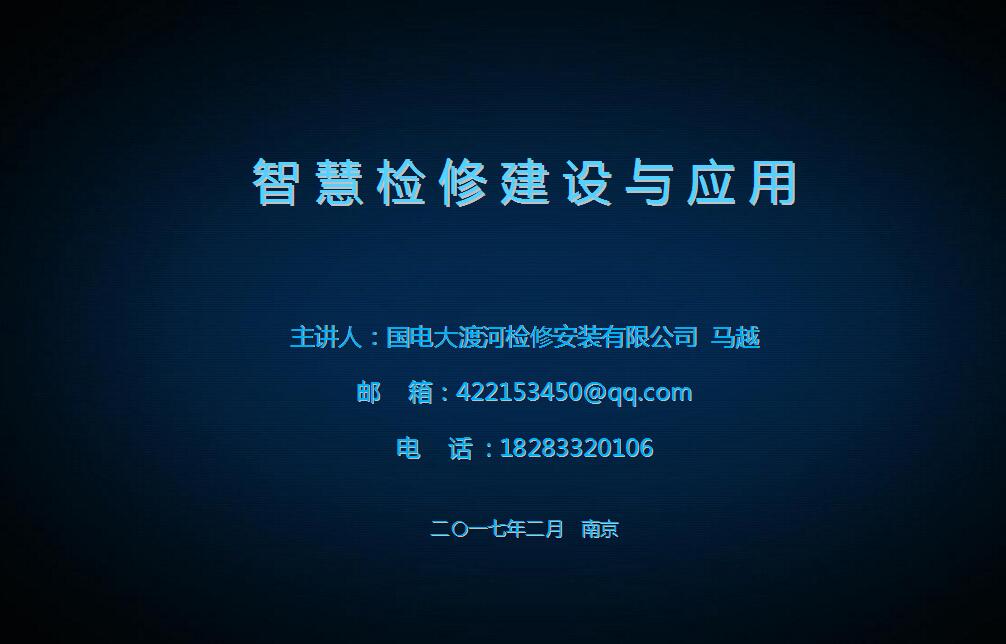 智慧检修建设与应用
主讲人：国电大渡河检修安装有限公司 马越
邮 箱：422153450@qq.com
电 话：18283320106
二〇一七年二月 南京